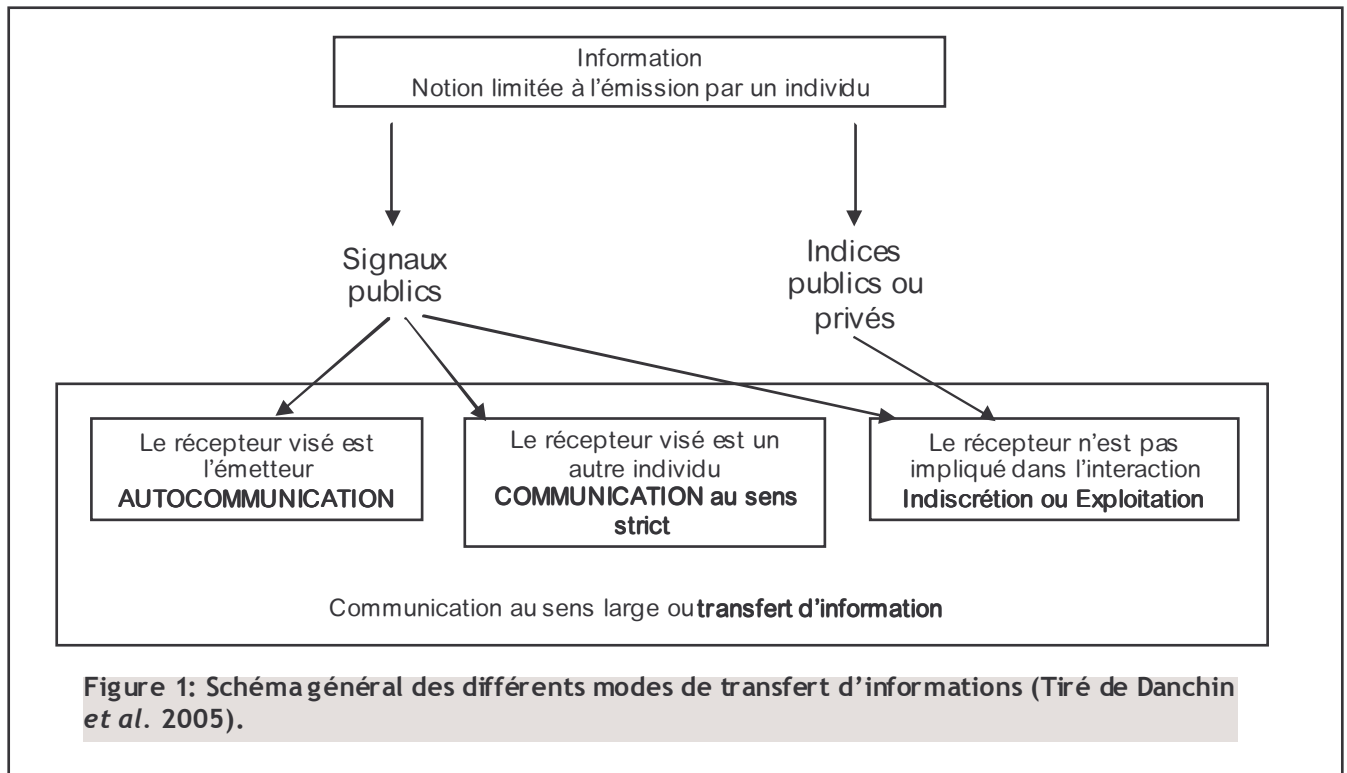 Information
Notion limitée à l'émission par un individu
Signaux
publics
Indices
publics ou
privés
Le récepteur visé est
l'émetteur
AUTOCOMMUNICATION
Le récepteur visé est un
autre individu
COMMUNICATION au sens
strict
Le récepteur n'est pas
impliqué dans l'interaction
Indiscrétion ou Exploitation
Communication au sens large ou transfert d'information
Figure 1: Schéma général des différents modes de transfert d'informations (Tiré de Danchin
et al. 2005).